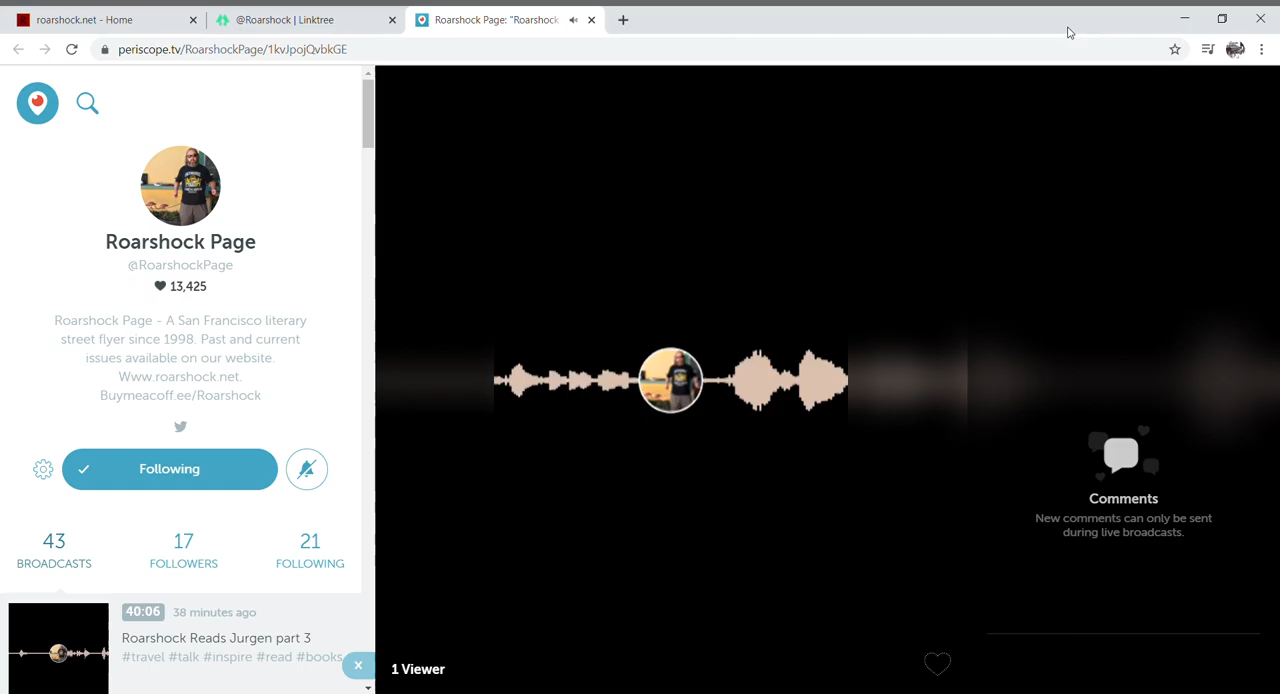 roarshock.net - Home
@Roarshock | Linktree
Roarshock Page: "Roarshock
periscope.tv/RoarshockPage/1kvJpojQvbkGE
Roarshock Page
@RoarshockPage
13,425
Roarshock Page - A San Francisco literary
street flyer since 1998. Past and current
issues available on our website.
Www.roarshock.net.
Buymeacoff.ee/Roarshock
Following
43
BROADCASTS
17
FOLLOWERS
21
FOLLOWING
40:06
38 minutes ago
Roarshock Reads Jurgen part 3
#travel #talk #inspire #read #books
1 Viewer
Comments
New comments can only be sent
during live broadcasts.